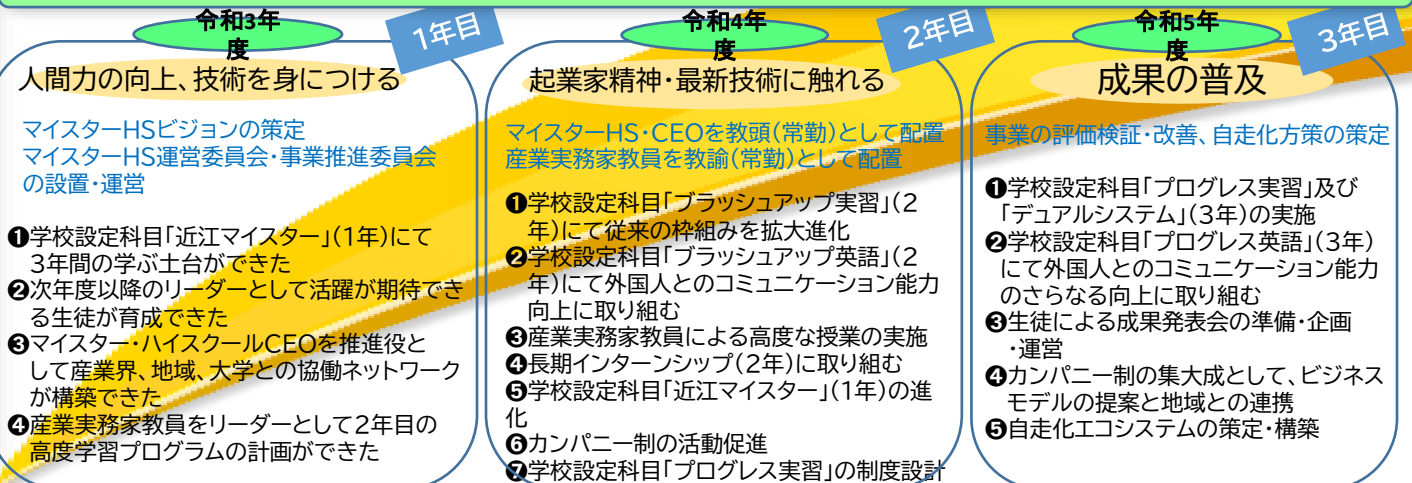 令和3年
度
1年目
人間力の向上、技術を身につける
マイスターHSビジョンの策定
マイスターHS運営委員会・事業推進委員会
の設置・運営
❶学校設定科目「近江マイスター」(1年)にて
3年間の学ぶ土台ができた
❷次年度以降のリーダーとして活躍が期待でき
る生徒が育成できた
❸マイスター・ハイスクールCEOを推進役と
して産業界、地域、大学との協働ネットワーク
が構築できた
❹産業実務家教員をリーダーとして2年目の
高度学習プログラムの計画ができた
令和4年
度
2年目
起業家精神・最新技術に触れる
マイスターHS・CEOを教頭(常勤)として配置
産業実務家教員を教諭(常勤)として配置
❶学校設定科目「ブラッシュアップ実習」(2
年)にて従来の枠組みを拡大進化
❷学校設定科目「ブラッシュアップ英語」(2
年)にて外国人とのコミュニケーション能力
向上に取り組む
❸産業実務家教員による高度な授業の実施
❹長期インターンシップ(2年)に取り組む
❺学校設定科目「近江マイスター」(1年)の進
化
❻カンパニー制の活動促進
❼学校設定科目「プログレス実習」の制度設計
令和5年
度
3年目
成果の普及
事業の評価検証・改善、自走化方策の策定
❶学校設定科目「プログレス実習」及び
「デュアルシステム」(3年)の実施
❷学校設定科目「プログレス英語」(3年)
にて外国人とのコミュニケーション能力
のさらなる向上に取り組む
❸生徒による成果発表会の準備・企画
・運営
❹カンパニー制の集大成として、ビジネス
モデルの提案と地域との連携
❺自走化エコシステムの策定・構築